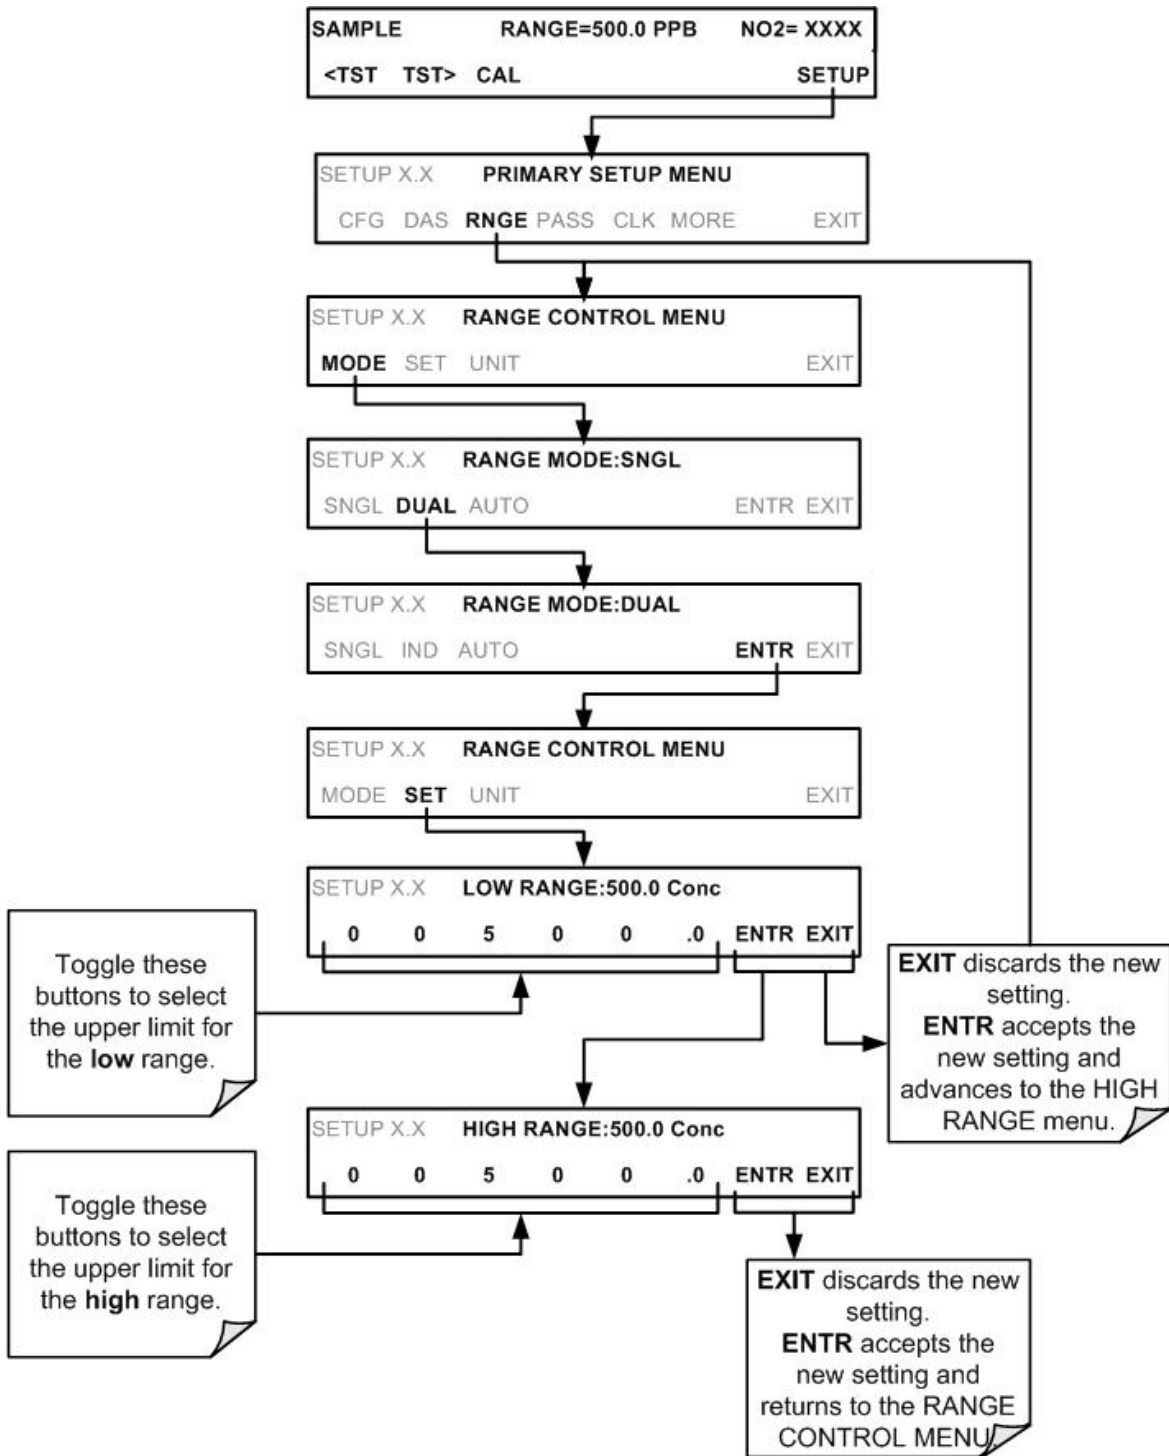 SAMPLE RANGE=500.0 PPB NO2= XXXX
<TST TST> CAL SETUP
SETUP X.X PRIMARY SETUP MENU
CFG DAS RNGE PASS CLK MORE EXIT
SETUP X.X RANGE CONTROL MENU
MODE SET UNIT EXIT
SETUP X.X RANGE MODE:SNGL
SNGL DUAL AUTO ENTR EXIT
SETUP X.X RANGE MODE:DUAL
SNGL IND AUTO ENTR EXIT
SETUP X.X RANGE CONTROL MENU
MODE SET UNIT EXIT
SETUP X.X LOW RANGE:500.0 Conc
0 0 5 0 0 .0 ENTR EXIT
Toggle these
buttons to select
the upper limit for
the low range.
EXIT discards the new
setting.
ENTR accepts the
new setting and
advances to the HIGH
RANGE menu.
SETUP X.X HIGH RANGE:500.0 Conc
0 0 5 0 0 .0 ENTR EXIT
Toggle these
buttons to select
the upper limit for
the high range.
EXIT discards the new
setting.
ENTR accepts the
new setting and
returns to the RANGE
CONTROL MENU.